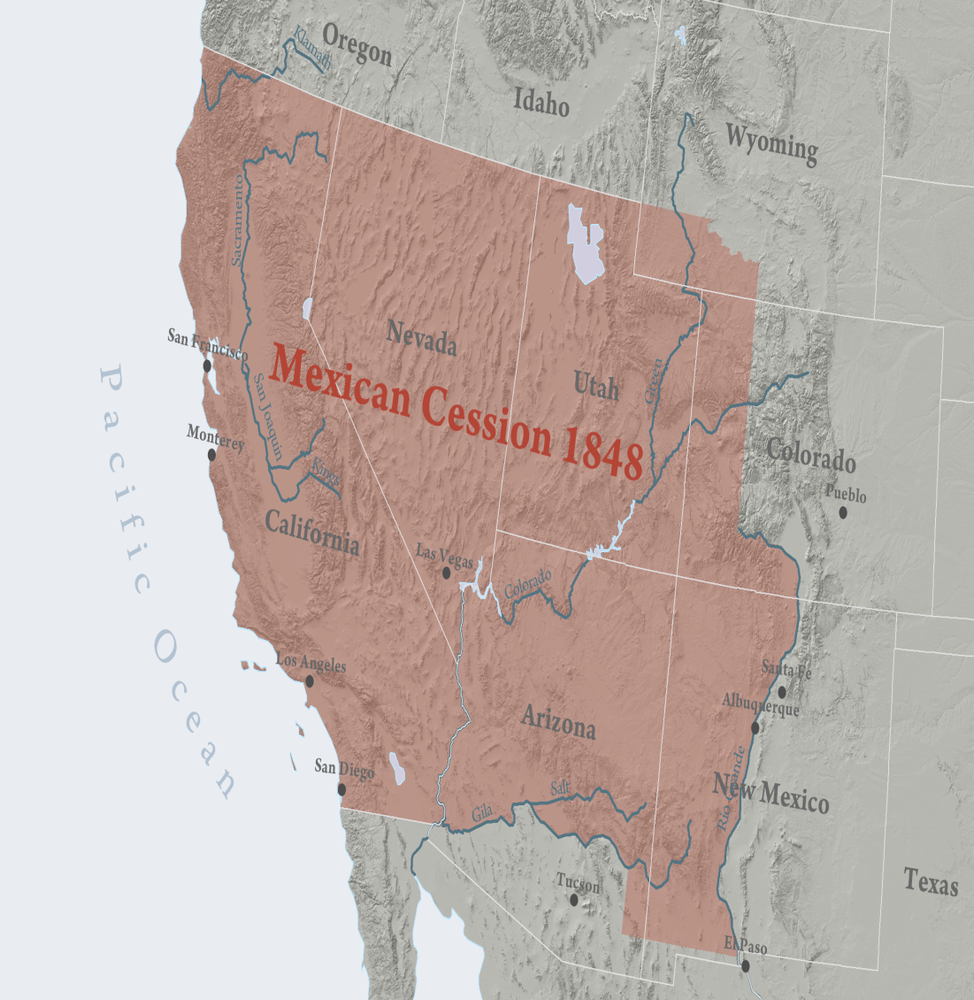 Klamath
Oregon
Idaho
Wyoming
Sacramento
San Francisco
Nevada
Mexican Cession 1848
Utah
Green
Pacific Ocean
San Joaquin
Monterey
Kings
Colorado
Pueblo
California
Las Vegas
Colorado
Los Angeles
Santa Fe
Albuquerque
Arizona
San Diego
Salt
Gila
Rio Grande
New Mexico
Tucson
Texas
El Paso